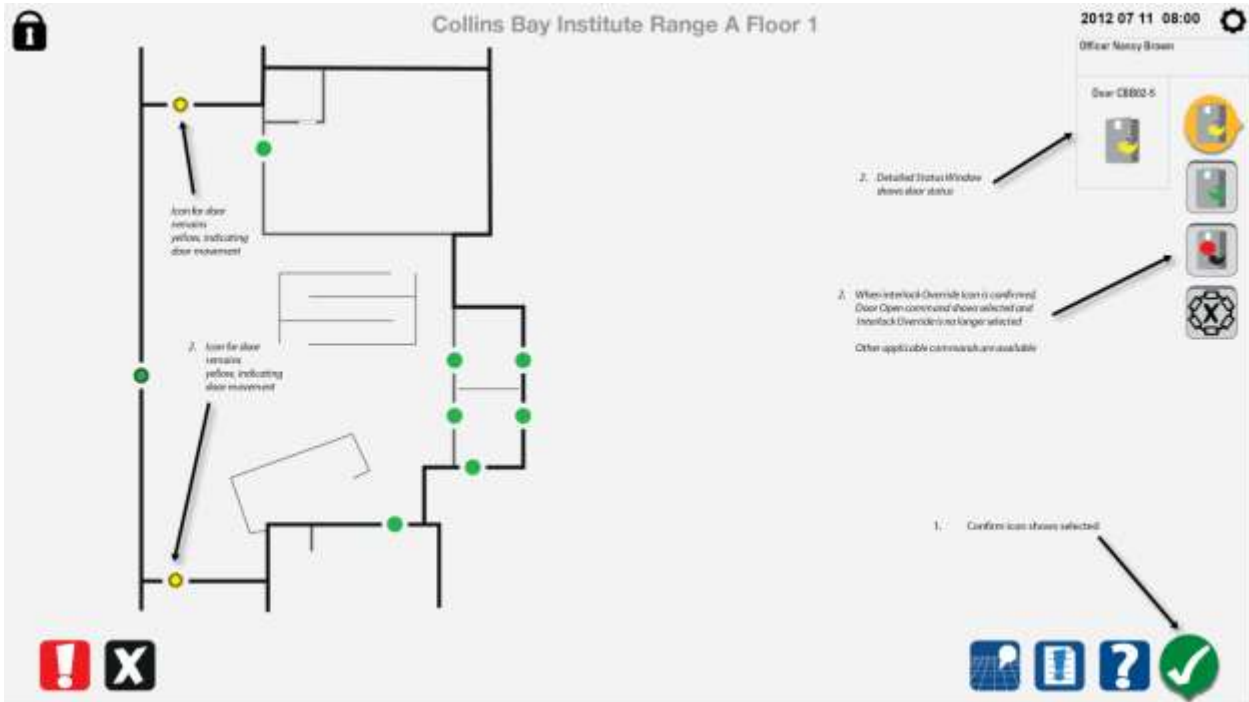 Collins Bay Institute Range A Floor 1
2012 07 11 08:00
Officer Nancy Brown
Door CBB02-5
2. Detailed Status Window
shows door status
Icon for door
remains
yellow, indicating
door movement
2. When Interlock Override Icon is confirmed,
Door Open command shows selected and
Interlock Override is no longer selected
Other applicable commands are available
2. Icon for door
remains
yellow, indicating
door movement
1. Confirm icon shows selected
X
! X ! ?